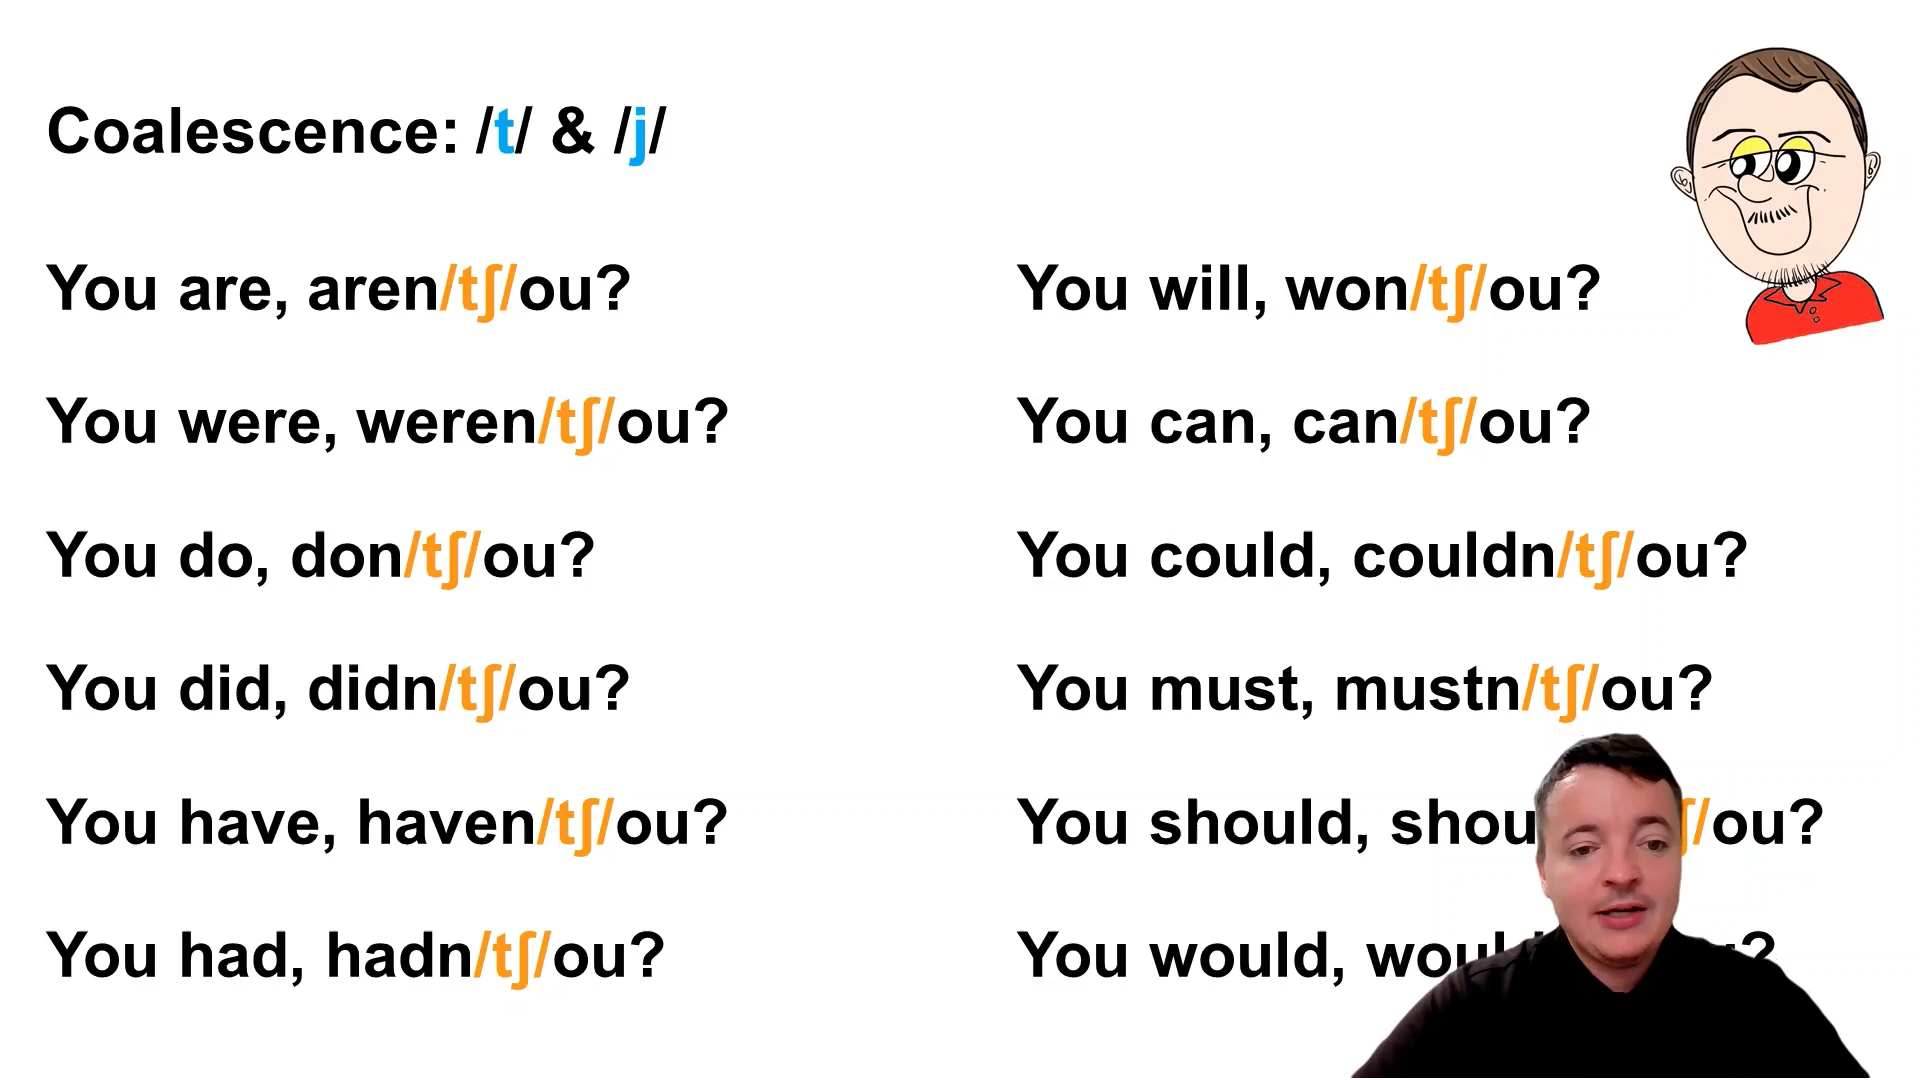 Coalescence: /t/ & /j/
You are, aren/tʃ/ou?
You were, weren/tʃ/ou?
You do, don/tʃ/ou?
You did, didn/tʃ/ou?
You have, haven/tʃ/ou?
You had, hadn/tʃ/ou?
You will, won/tʃ/ou?
You can, can/tʃ/ou?
You could, couldn/tʃ/ou?
You must, mustn/tʃ/ou?
You should, /ou?
You would,